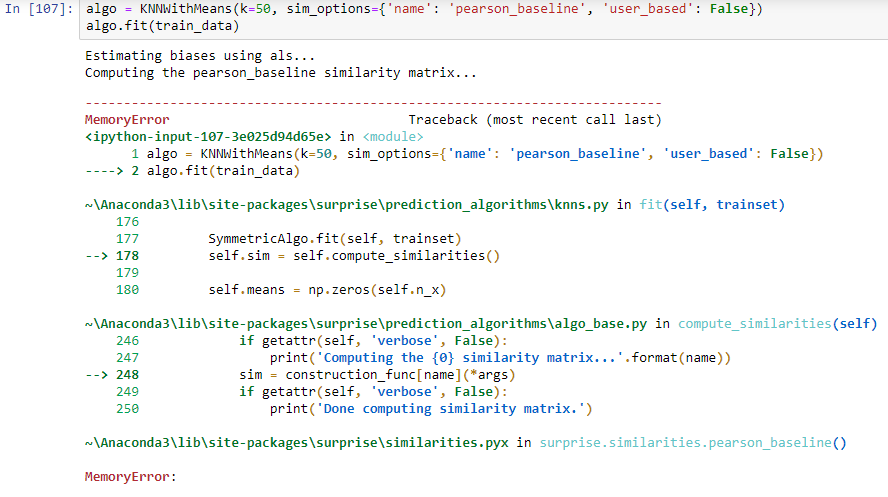 In [107]: algo = KNNWithMeans(k=50, sim_options={'name': 'pearson_baseline', 'user_based': False})
algo.fit(train_data)
Estimating biases using als...
Computing the pearson_baseline similarity matrix...
---------------------------------------------------------------------------
MemoryError                               Traceback (most recent call last)
<ipython-input-107-3e025d94d65e> in <module>
      1 algo = KNNWithMeans(k=50, sim_options={'name': 'pearson_baseline', 'user_based': False})
----> 2 algo.fit(train_data)
~\Anaconda3\lib\site-packages\surprise\prediction_algorithms\knns.py in fit(self, trainset)
    176
    177         SymmetricAlgo.fit(self, trainset)
--> 178         self.sim = self.compute_similarities()
    179
    180         self.means = np.zeros(self.n_x)
~\Anaconda3\lib\site-packages\surprise\prediction_algorithms\algo_base.py in compute_similarities(self)
    246             if getattr(self, 'verbose', False):
    247                 print('Computing the {0} similarity matrix...'.format(name))
--> 248             sim = construction_func[name](*args)
    249             if getattr(self, 'verbose', False):
    250                 print('Done computing similarity matrix.')
~\Anaconda3\lib\site-packages\surprise\similarities.pyx in surprise.similarities.pearson_baseline()
MemoryError: